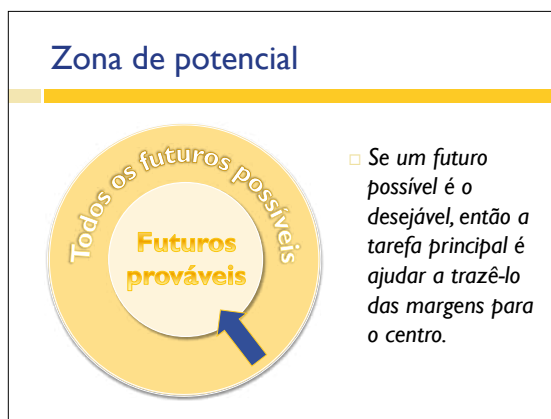 Zona de potencial
Todos os futuros possíveis
Futuros
prováveis
Se um futuro
possível é o
desejável, então a
tarefa principal é
ajudar a trazê-lo
das margens para
o centro.